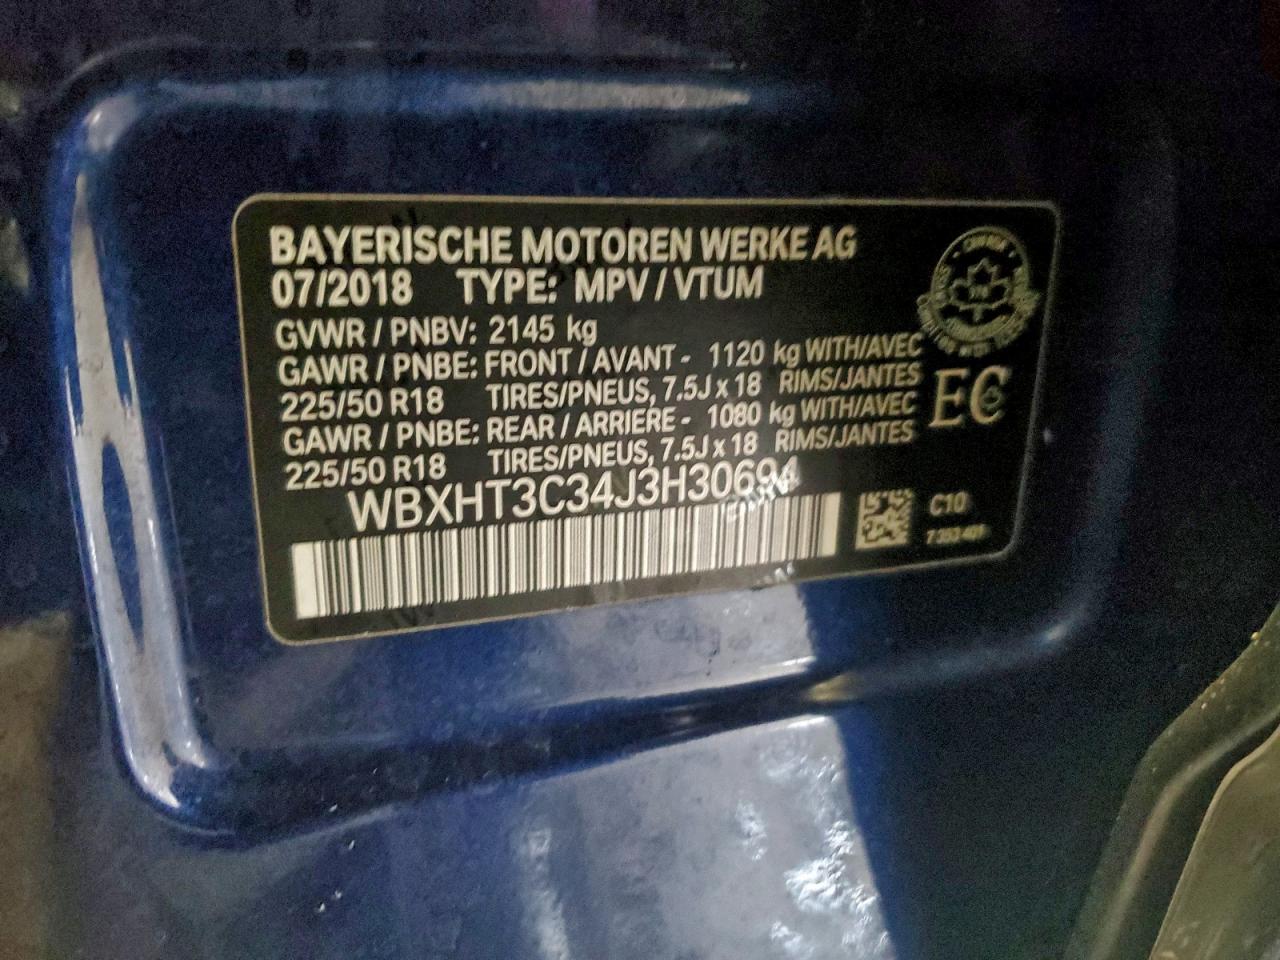 BAYERISCHE MOTOREN WERKE AG
07/2018 TYPE: MPV / VTUM
GVWR / PNBV: 2145 kg
GAWR / PNBE: FRONT / AVANT - 1120 kg WITH/AVEC
225/50 R18 TIRES/PNEUS, 7.5J x 18 RIMS/JANTES
GAWR / PNBE: REAR / ARRIERE - 1080 kg WITH/AVEC
225/50 R18 TIRES/PNEUS, 7.5J x 18 RIMS/JANTES
WBXHT3C34J3H30694
EC
C10